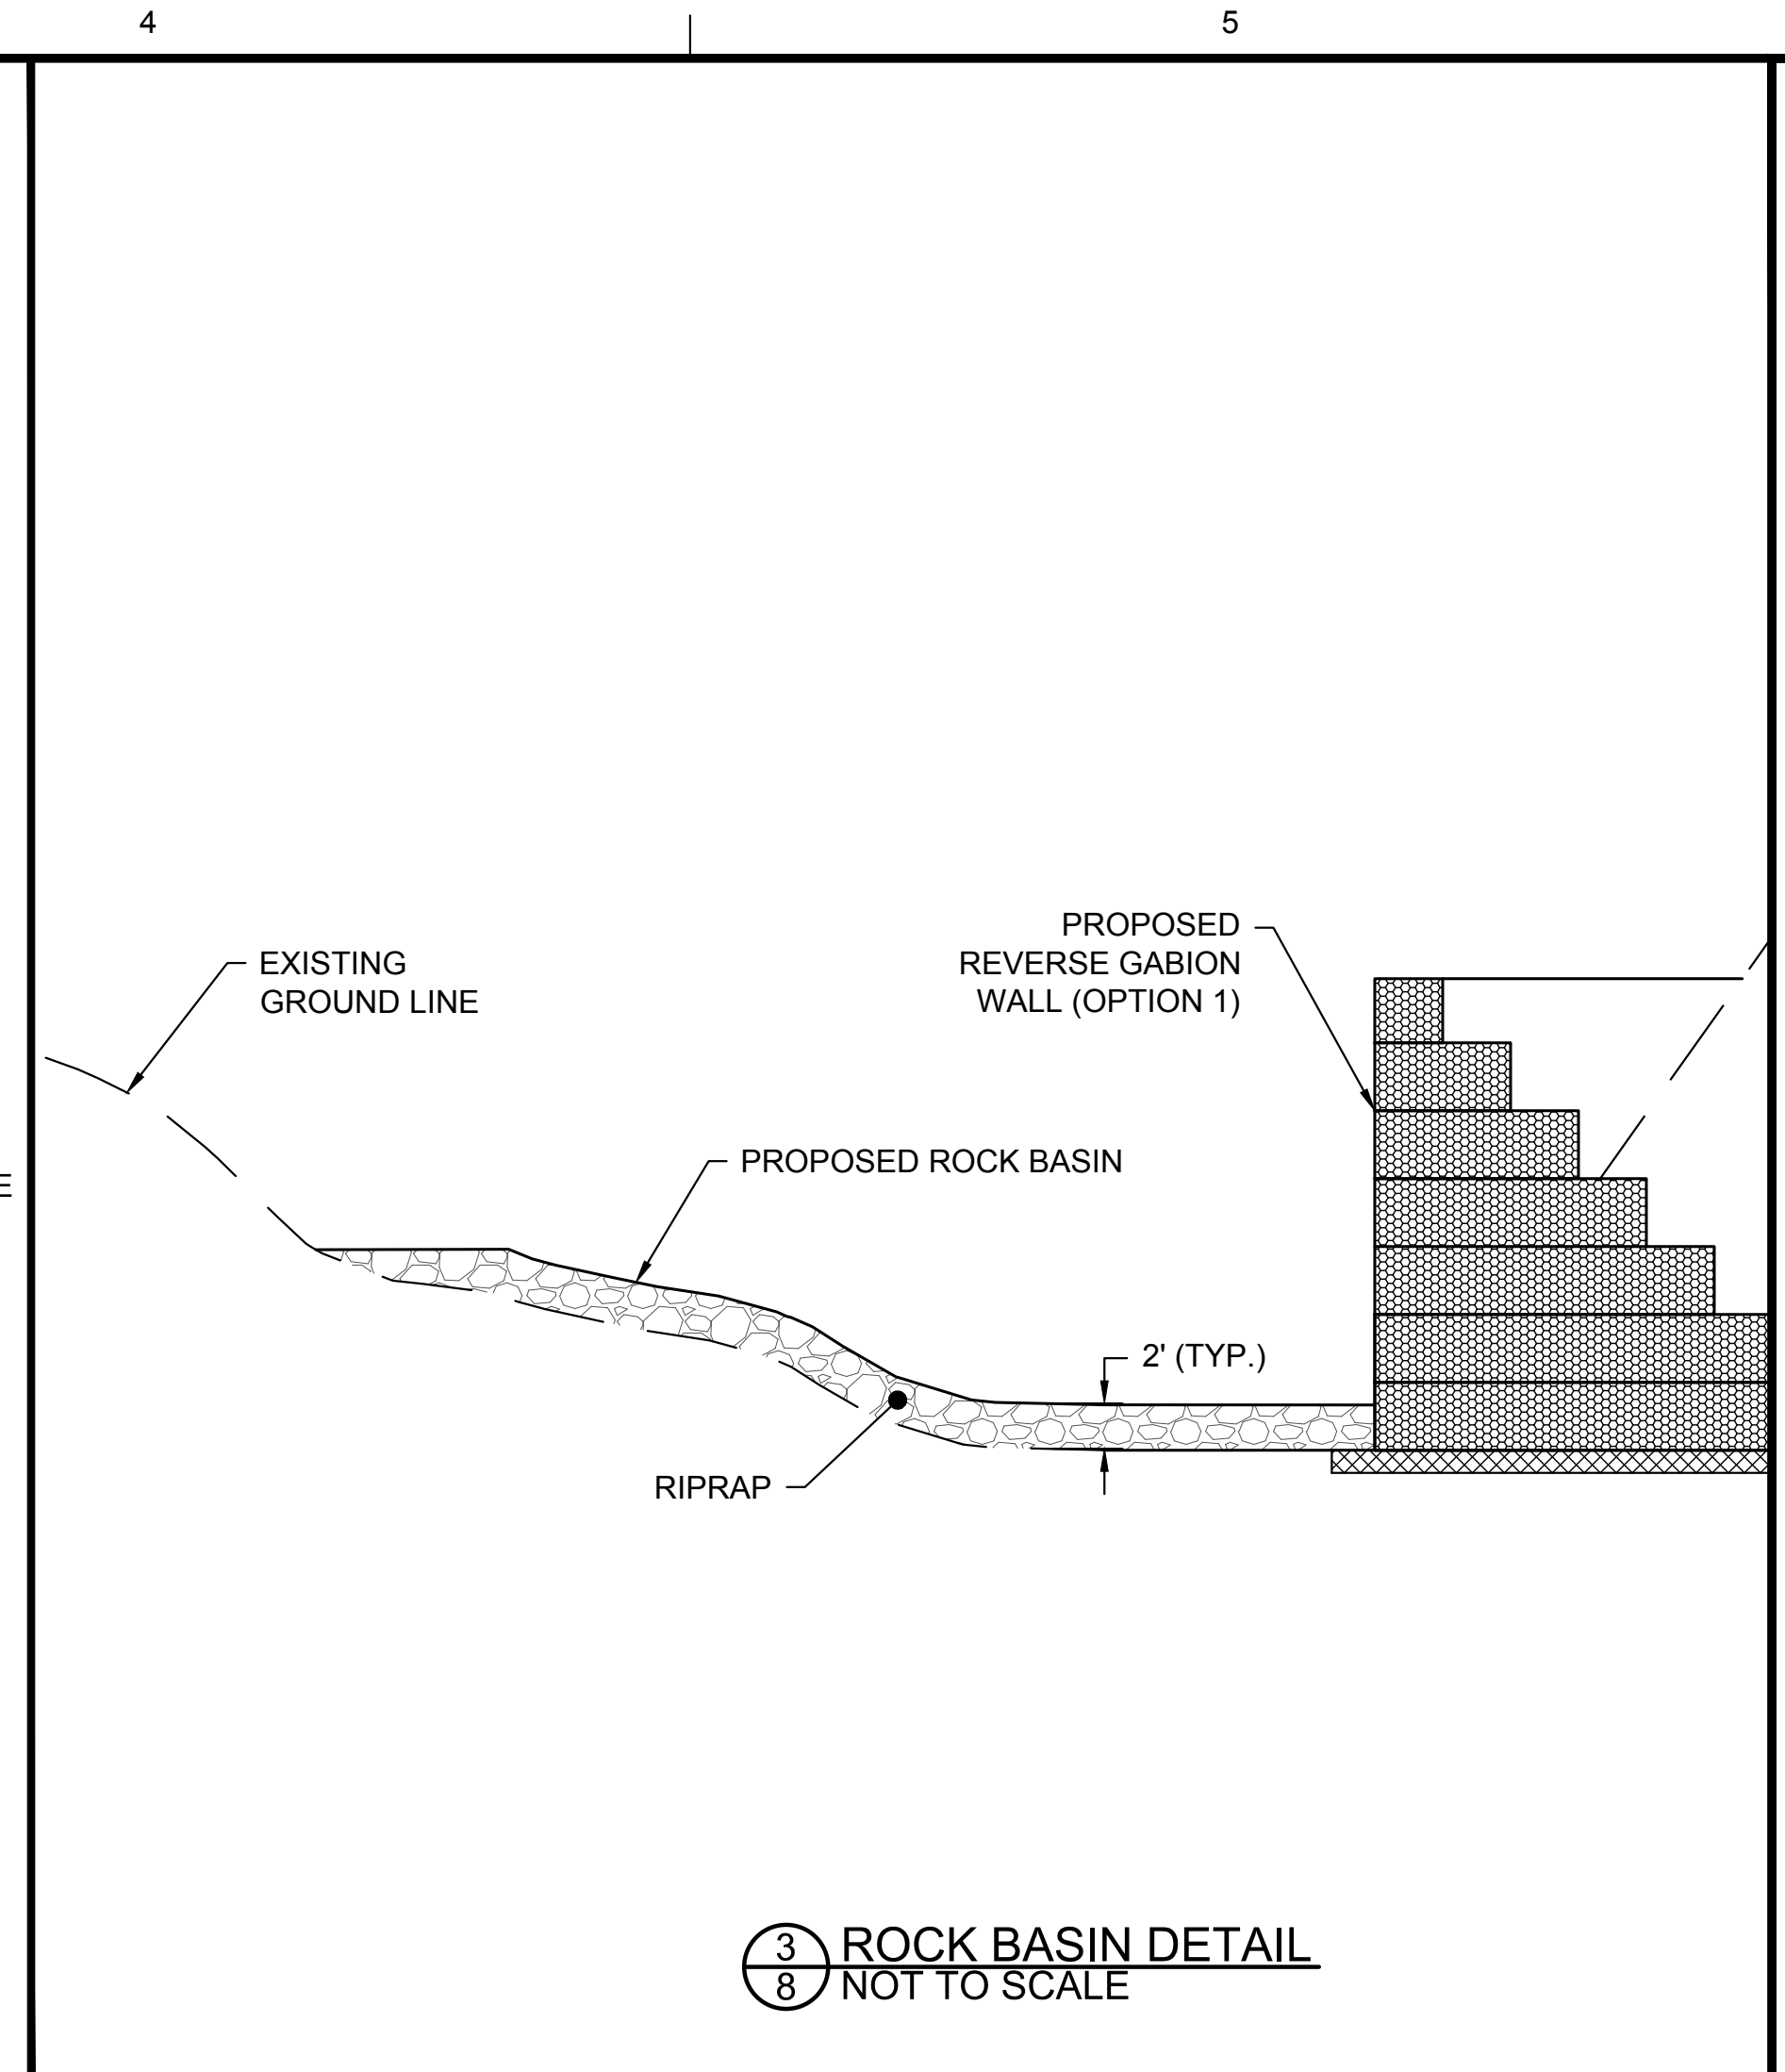 4
5
PROPOSED
REVERSE GABION
WALL (OPTION 1)
EXISTING
GROUND LINE
PROPOSED ROCK BASIN
E
2' (TYP.)
RIPRAP
3
8
ROCK BASIN DETAIL
NOT TO SCALE